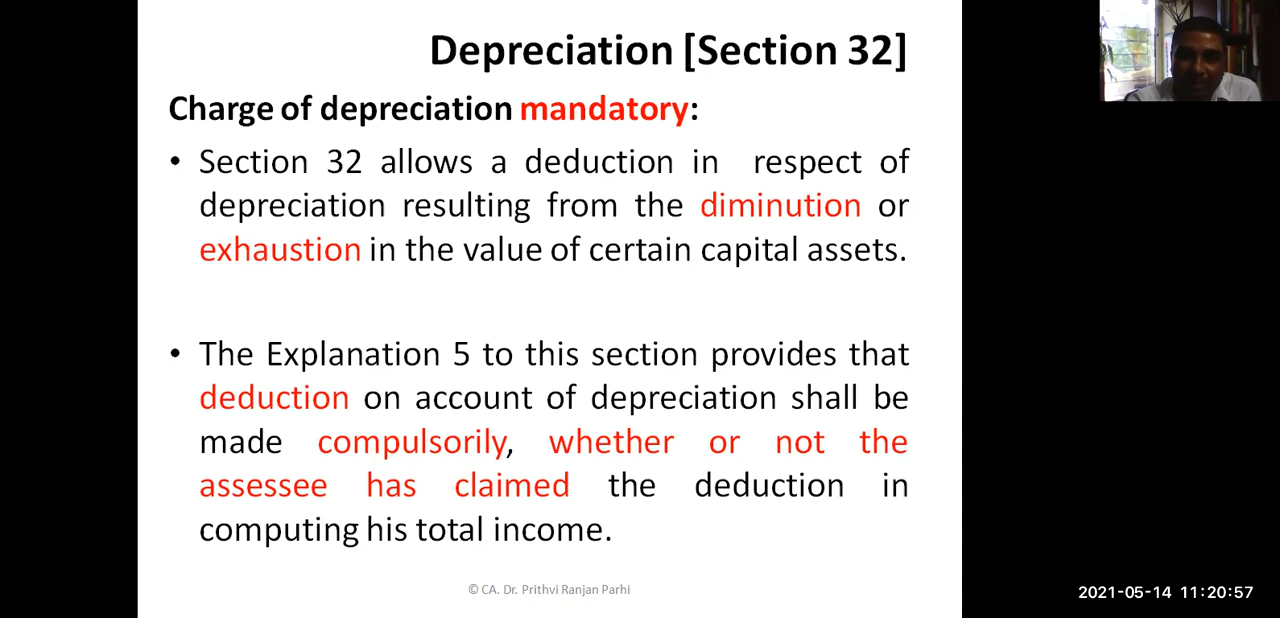 Depreciation [Section 32]
Charge of depreciation mandatory:
• Section 32 allows a deduction in respect of
depreciation resulting from the diminution or
exhaustion in the value of certain capital assets.
• The Explanation 5 to this section provides that
deduction on account of depreciation shall be
made compulsorily, whether or not the
assessee has claimed the deduction in
computing his total income.
© CA. Dr. Prithvi Ranjan Parhi
2021-05-14 11:20:57